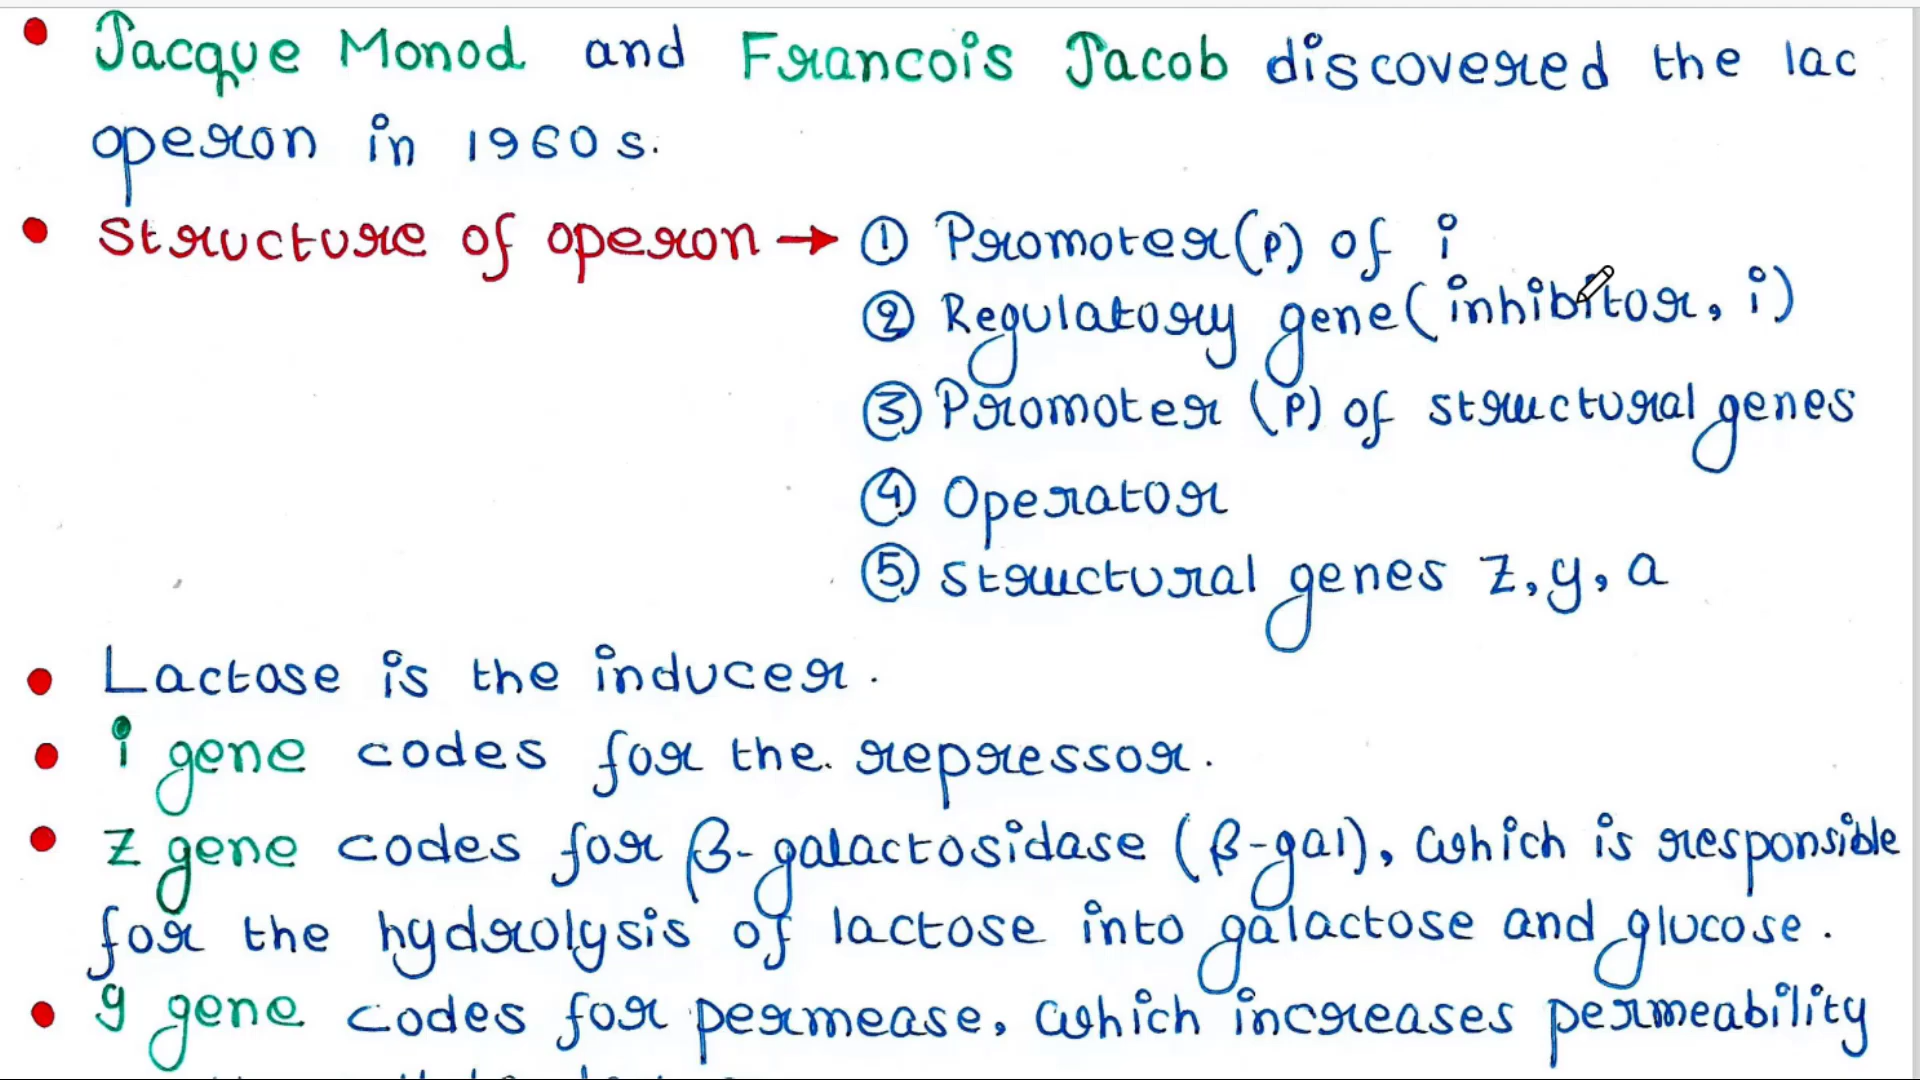 • Jacque Monod and Francois Jacob discovered the lac
operon in 1960s.
• Structure of operon → ① Promoter(P) of i
② Regulatory gene (inhibitor, i)
③ Promoter (P) of structural genes
④ Operator
⑤ Structural genes z, y, a
• Lactose is the inducer.
• i gene codes for the repressor.
• z gene codes for β-galactosidase (β-gal), which is responsible
for the hydrolysis of lactose into galactose and glucose.
• y gene codes for permease, which increases permeability